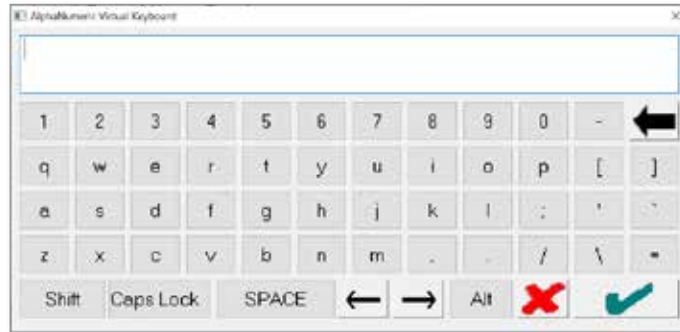 AlphaNumeric Virtual Keyboard
1 2 3 4 5 6 7 8 9 0 -
q w e r t y u i o p [ ]
a s d f g h j k l ; ' `
z x c v b n m , . / \ =
Shift Caps Lock SPACE Alt